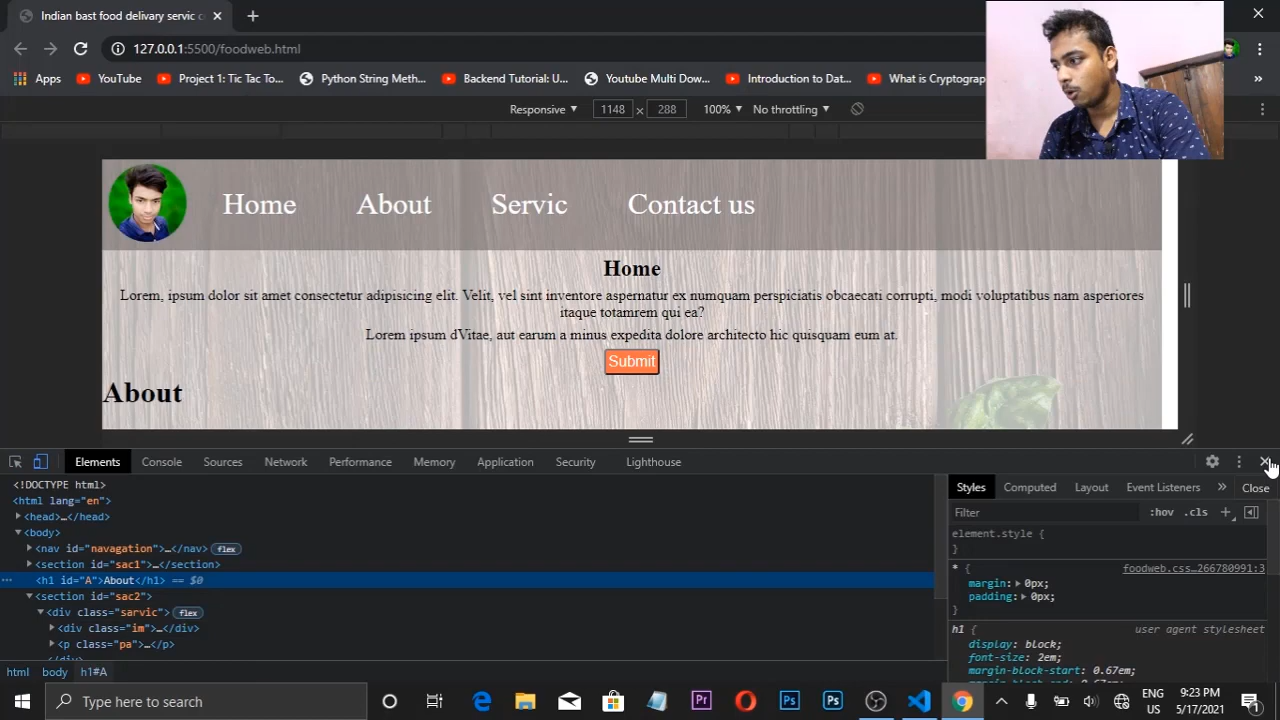 Indian bast food delivery servic c
127.0.0.1:5500/foodweb.html
Apps YouTube Project 1: Tic Tac To... Python String Meth... Backend Tutorial: U... Youtube Multi Dow... Introduction to Dat... What is Cryptograp
Responsive 1148 x 288 100% No throttling
Home About Servic Contact us
Home
Lorem, ipsum dolor sit amet consectetur adipisicing elit. Velit, vel sint inventore aspernatur ex numquam perspiciatis obcaecati corrupti, modi voluptatibus nam asperiores
itaque totamrem qui ea?
Lorem ipsum dVitae, aut earum a minus expedita dolore architecto hic quisquam eum at.
Submit
About
Elements Console Sources Network Performance Memory Application Security Lighthouse
Styles Computed Layout Event Listeners » Close
Filter :hov .cls +
<!DOCTYPE html>
<html lang="en">
<head>…</head>
<body>
<nav id="navagation">…</nav> flex
<section id="sac1">…</section>
<h1 id="A">About</h1> == $0
<section id="sac2">
<div class="sarvic"> flex
<div class="im">…</div>
<p class="pa">…</p>
</div>
element.style {
}
* { foodweb.css…266780991:3
margin: 0px;
padding: 0px;
}
h1 { user agent stylesheet
display: block;
font-size: 2em;
margin-block-start: 0.67em;
margin-block-end: 0.67em;
html body h1#A
Type here to search
ENG
US
9:23 PM
5/17/2021